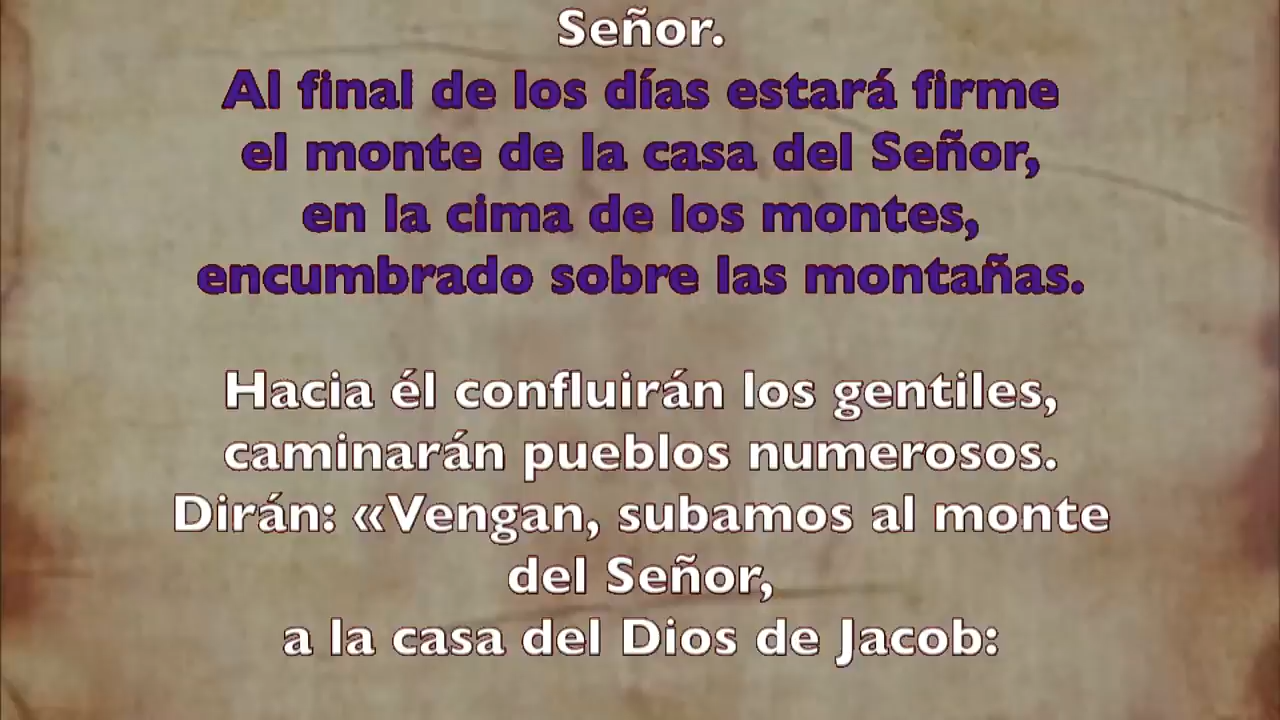 Señor.
Al final de los días estará firme
el monte de la casa del Señor,
en la cima de los montes,
encumbrado sobre las montañas.
Hacia él confluirán los gentiles,
caminarán pueblos numerosos.
Dirán: «Vengan, subamos al monte
del Señor,
a la casa del Dios de Jacob: